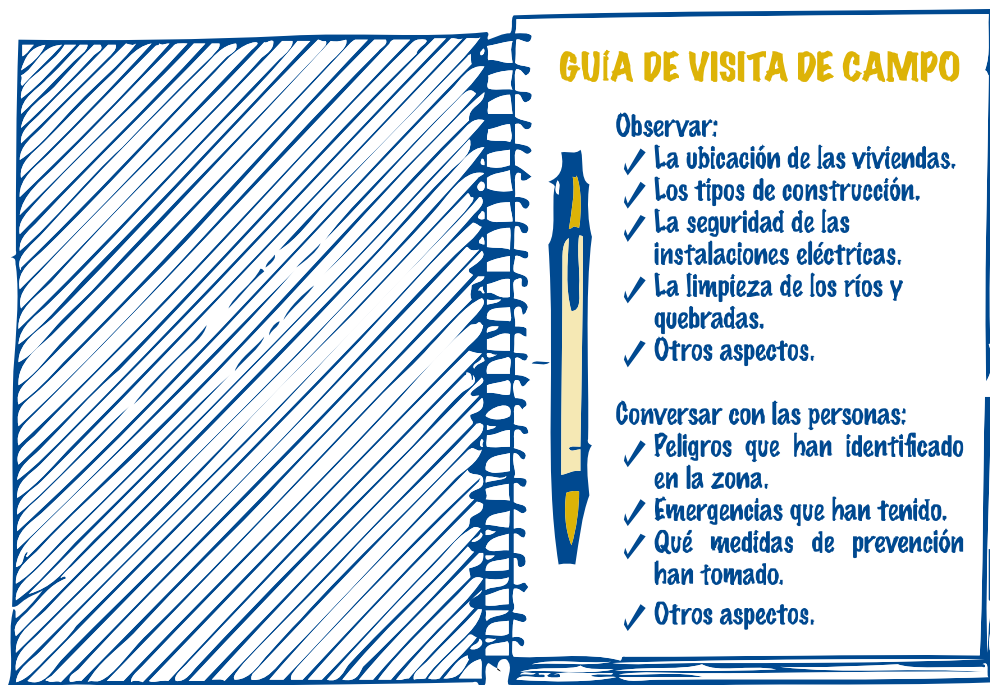 GUÍA DE VISITA DE CAMPO
Observar:
✓ La ubicación de las viviendas.
✓ Los tipos de construcción.
✓ La seguridad de las
instalaciones eléctricas.
✓ La limpieza de los ríos y
quebradas.
✓ Otros aspectos.
Conversar con las personas:
✓ Peligros que han identificado
en la zona.
✓ Emergencias que han tenido.
✓ Qué medidas de prevención
han tomado.
✓ Otros aspectos.